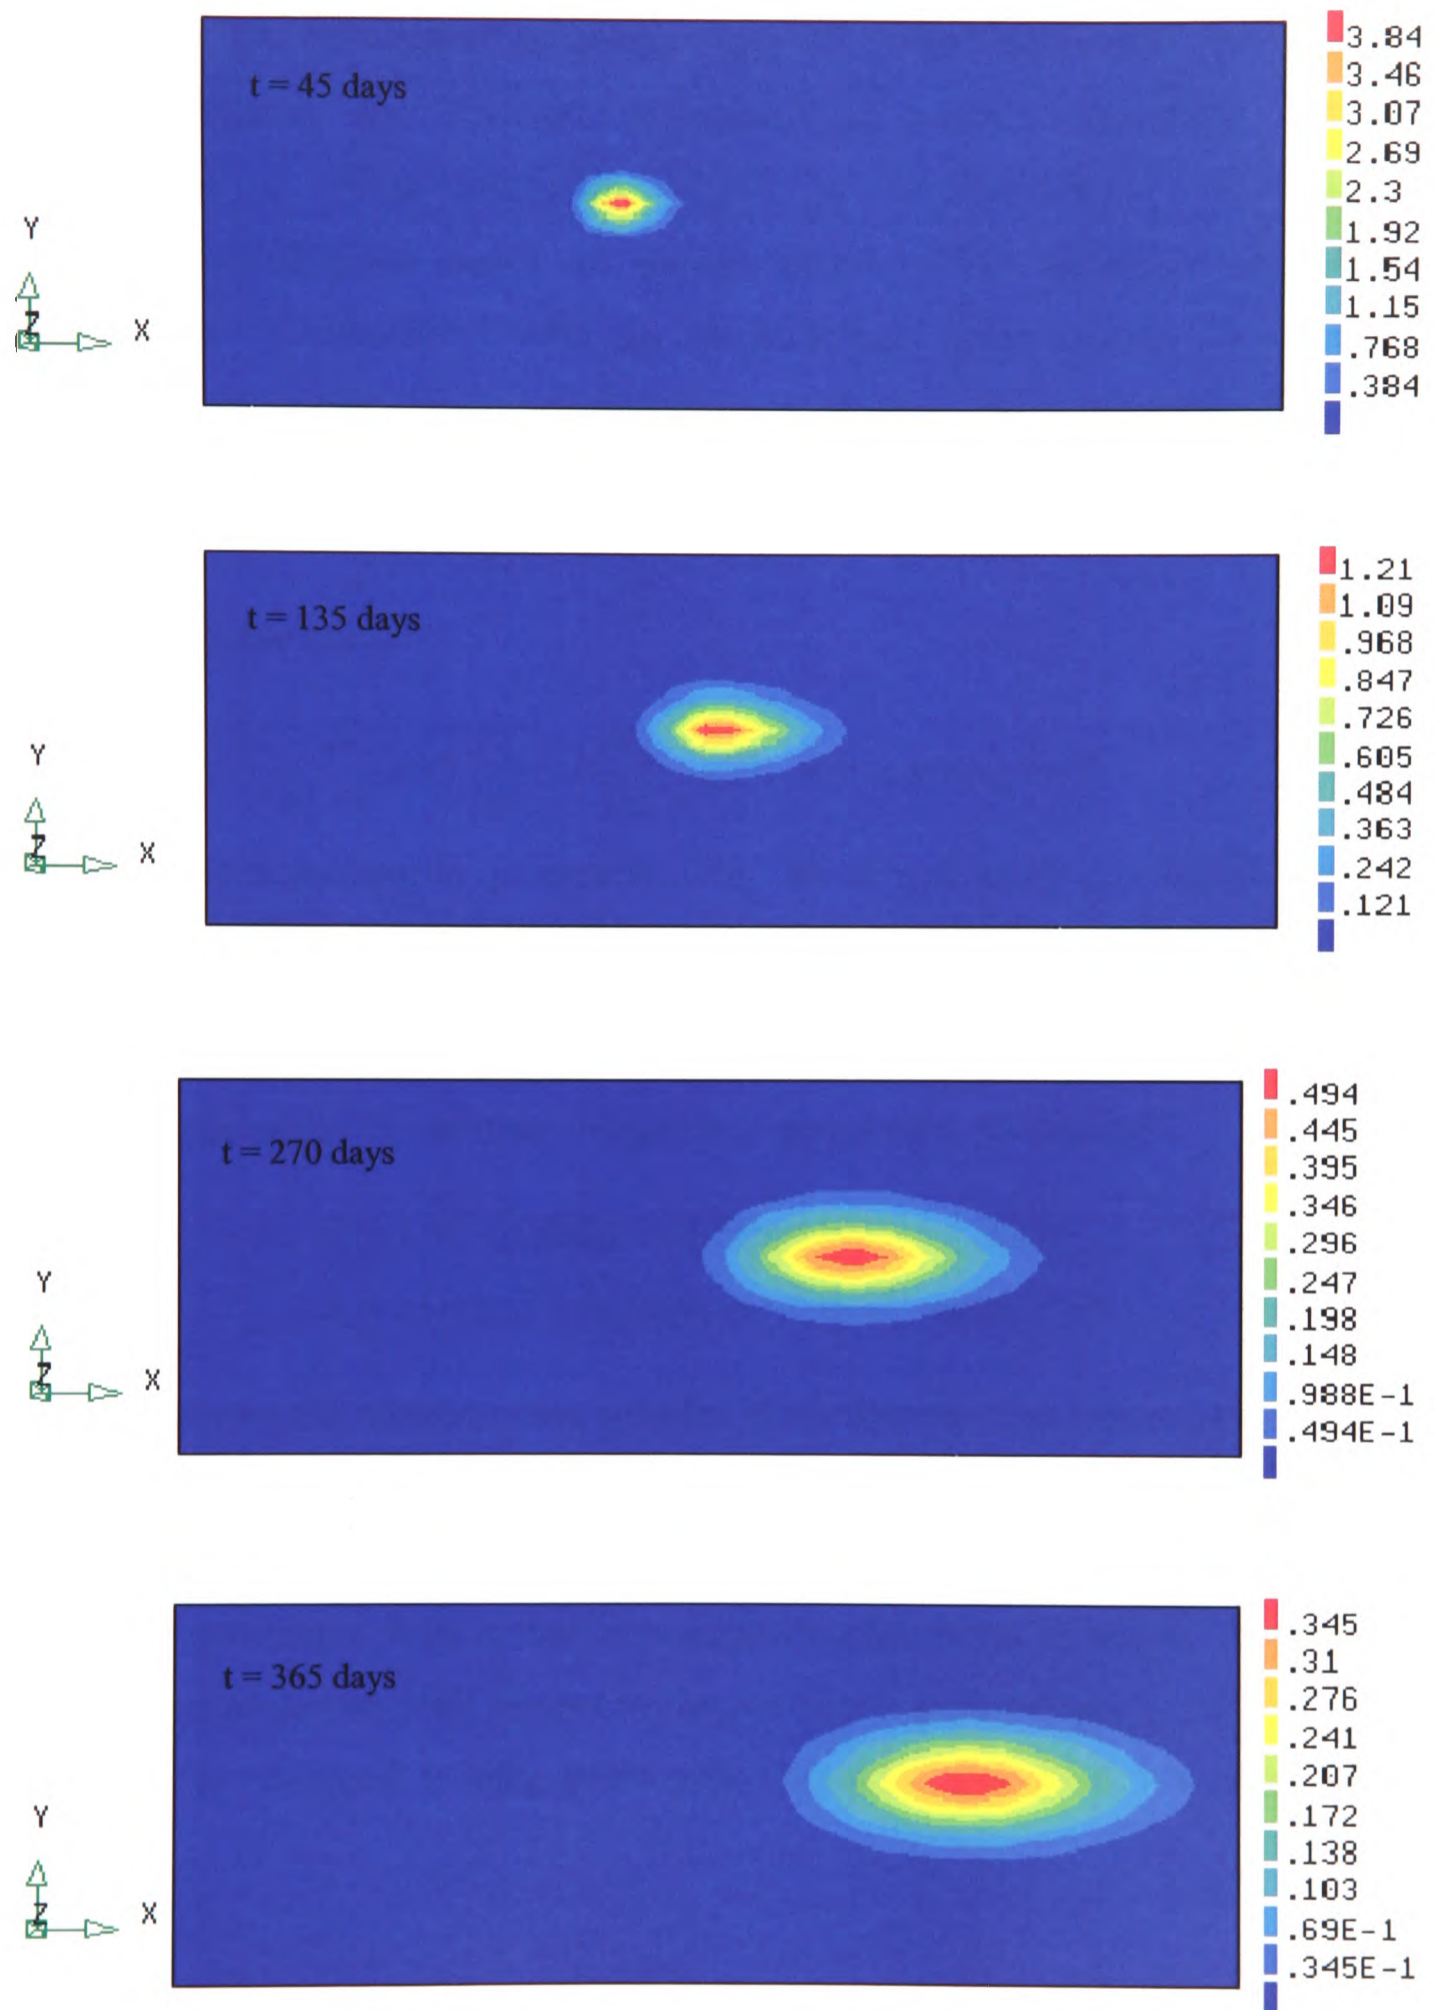 t = 45 days
3.84
3.46
3.07
2.69
2.3
1.92
1.54
1.15
.768
.384
Y
Z
X
t = 135 days
1.21
1.09
.968
.847
.726
.605
.484
.363
.242
.121
Y
Z
X
t = 270 days
.494
.445
.395
.346
.296
.247
.198
.148
.988E-1
.494E-1
Y
Z
X
t = 365 days
.345
.31
.276
.241
.207
.172
.138
.103
.69E-1
.345E-1
Y
Z
X